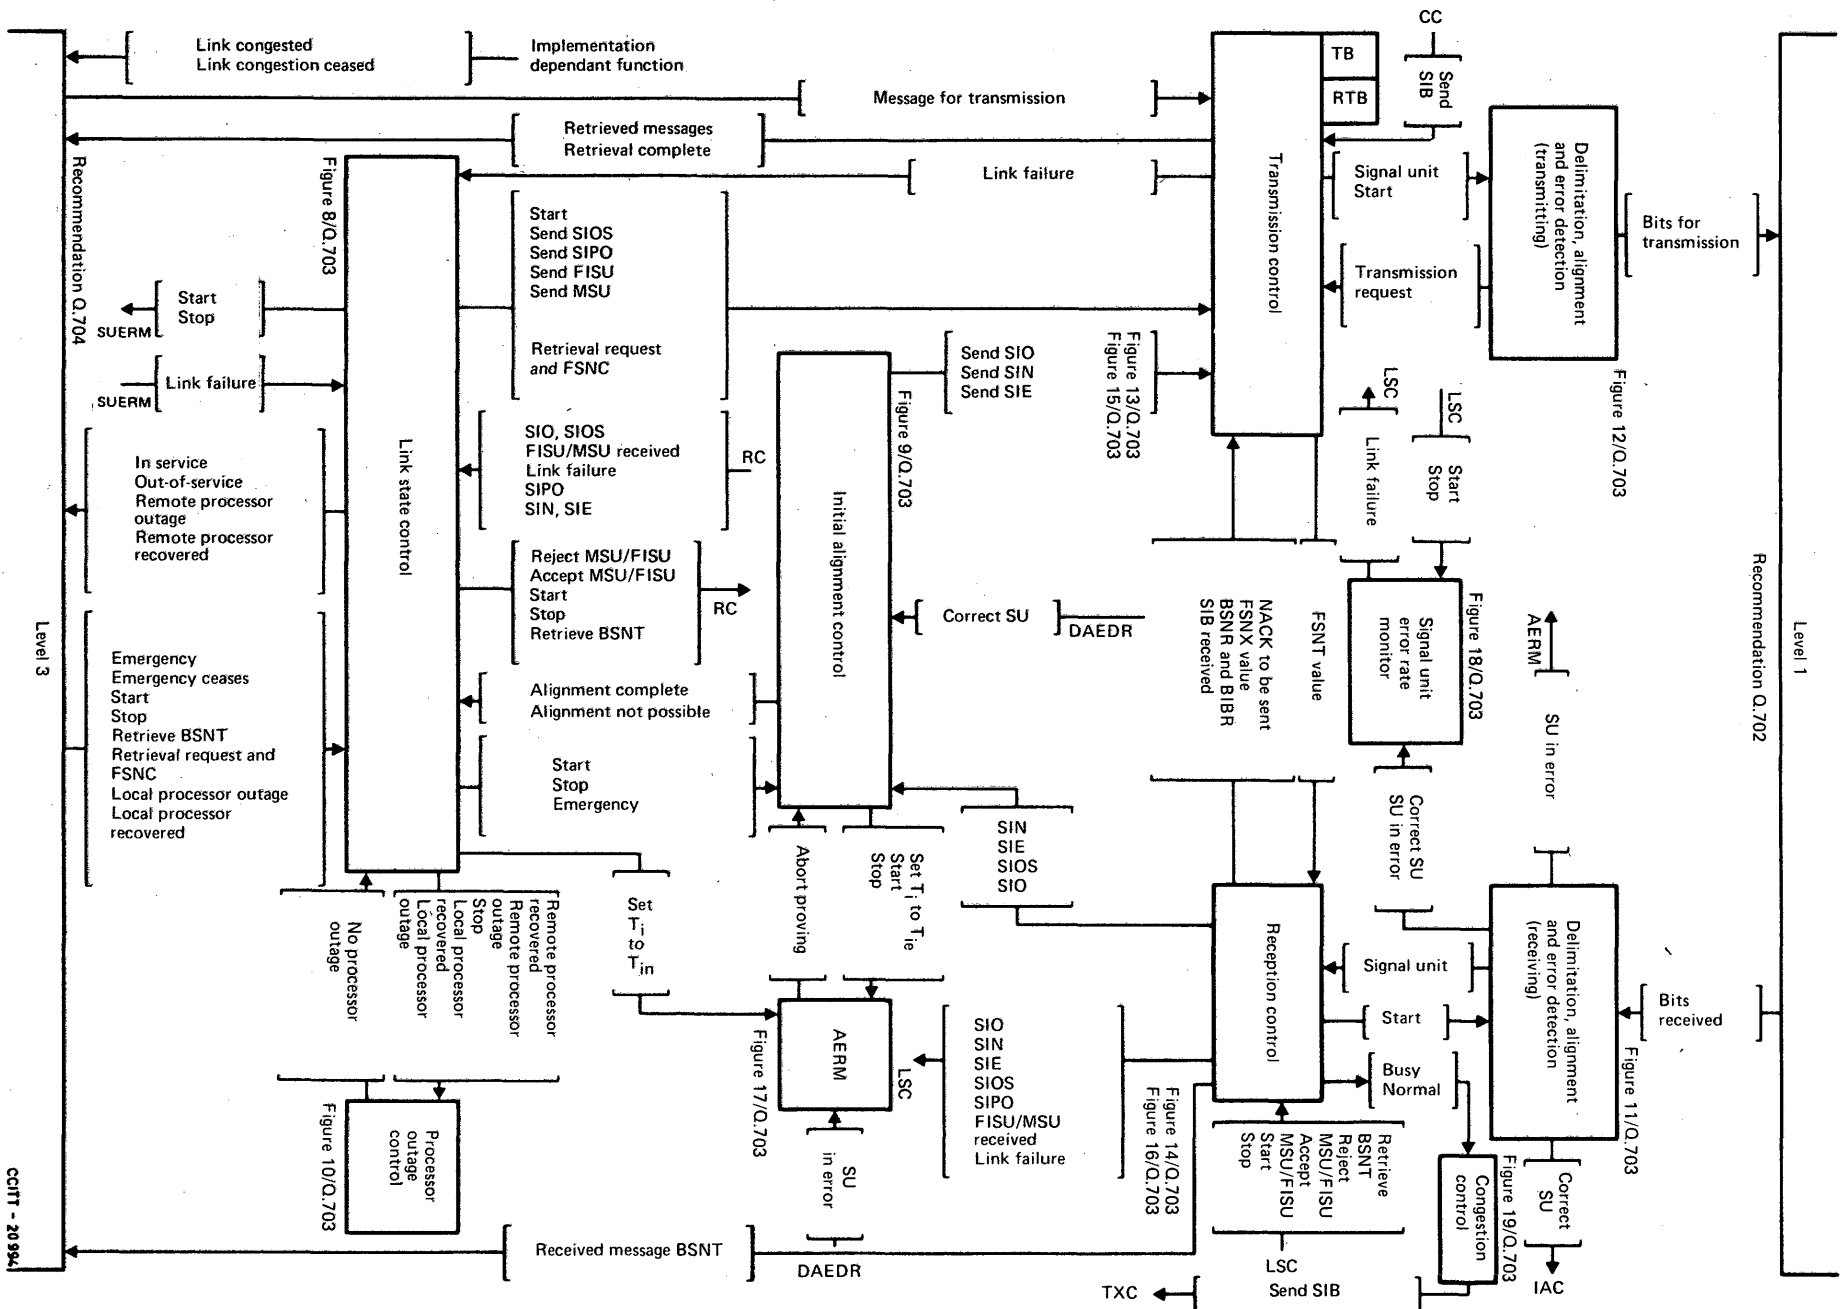 Link congested
Link congestion ceased
Implementation
dependant function
Message for transmission
Retrieved messages
Retrieval complete
Link failure
Recommendation Q.704
Level 3
Figure 8/Q.703
Link state control
Start
Send SIOS
Send SIPO
Send FISU
Send MSU
Retrieval request
and FSNC
Start
Stop
SUERM
Link failure
SUERM
SIO, SIOS
FISU/MSU received
Link failure
SIPO
SIN, SIE
RC
In service
Out-of-service
Remote processor
outage
Remote processor
recovered
Reject MSU/FISU
Accept MSU/FISU
Start
Stop
Retrieve BSNT
RC
Emergency
Emergency ceases
Start
Stop
Retrieve BSNT
Retrieval request and
FSNC
Local processor outage
Local processor
recovered
Alignment complete
Alignment not possible
Start
Stop
Emergency
Remote processor
recovered
Remote processor
outage
Stop
Local processor
recovered
Local processor
outage
No processor
outage
Processor
outage
control
Figure 10/Q.703
Set
Ti
to
Tin
Initial alignment control
Figure 9/Q.703
Send SIO
Send SIN
Send SIE
Correct SU
DAEDR
Abort proving
Set Ti to Tie
Start
Stop
SIN
SIE
SIOS
SIO
AERM
Figure 17/Q.703
SU
in error
DAEDR
LSC
SIO
SIN
SIE
SIOS
SIPO
FISU/MSU
received
Link failure
Received message BSNT
CC
Send
SIB
TB
RTB
Transmission control
Figure 13/Q.703
Figure 15/Q.703
Signal unit
Start
Transmission
request
Delimitation, alignment
and error detection
(transmitting)
Figure 12/Q.703
Bits for
transmission
LSC
Link failure
LSC
Start
Stop
Signal unit
error rate
monitor
Figure 18/Q.703
FSNT value
NACK to be sent
FSNX value
BSNR and BIBR
SIB received
AERM
SU in error
Correct SU
SU in error
Reception control
Figure 14/Q.703
Figure 16/Q.703
Signal unit
Start
Busy
Normal
Delimitation, alignment
and error detection
(receiving)
Figure 11/Q.703
Bits
received
Retrieve
BSNT
Reject
MSU/FISU
Accept
MSU/FISU
Start
Stop
LSC
Congestion
control
Figure 19/Q.703
Correct
SU
IAC
Send SIB
TXC
Recommendation Q.702
Level 1
CCITT - 20994